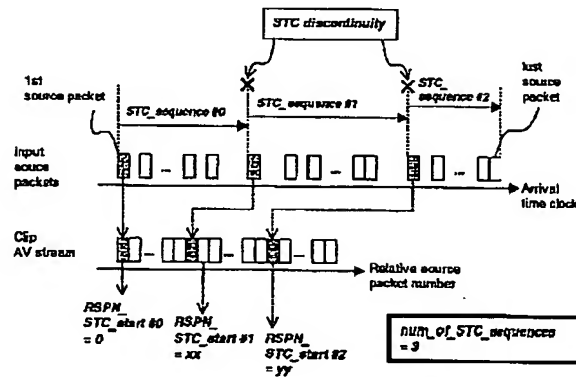 STC discontinuity
1st
source packet
last
source
packet
STC_sequence #0
STC_sequence #1
STC_
sequence #2
Input
source
packets
Arrival
time clock
Clip
AV stream
Relative source
packet number
RSPN_
STC_start #0
= 0
RSPN_
STC_start #1
= xx
RSPN_
STC_start #2
= yy
num_of_STC_sequences
= 3